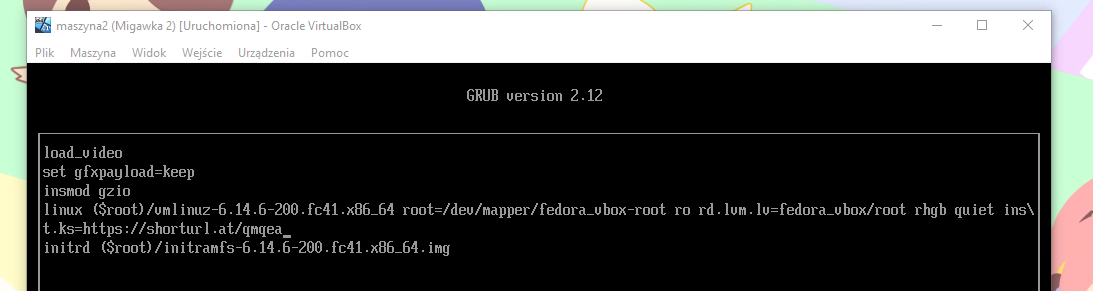 maszyna2 (Migawka 2) [Uruchomiona] - Oracle VirtualBox
Plik Maszyna Widok Wejście Urządzenia Pomoc
GRUB version 2.12
load_video
set gfxpayload=keep
insmod gzio
linux ($root)/vmlinuz-6.14.6-200.fc41.x86_64 root=/dev/mapper/fedora_vbox-root ro rd.lvm.lv=fedora_vbox/root rhgb quiet ins\
t.ks=https://shorturl.at/qmqea_
initrd ($root)/initramfs-6.14.6-200.fc41.x86_64.img